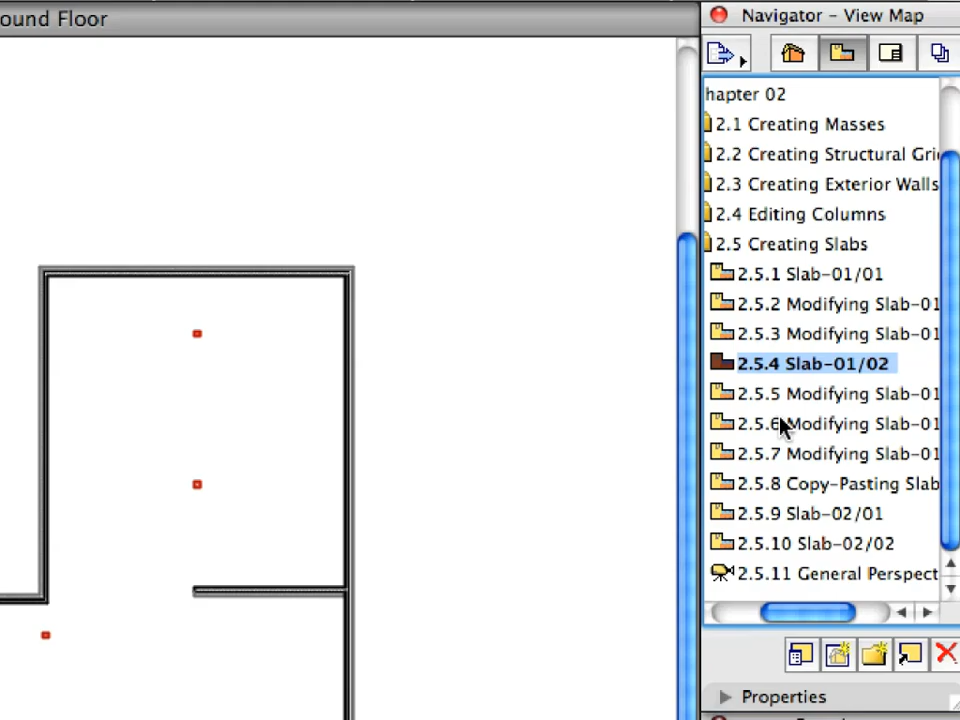 ound Floor
Navigator - View Map
hapter 02
2.1 Creating Masses
2.2 Creating Structural Gri
2.3 Creating Exterior Walls
2.4 Editing Columns
2.5 Creating Slabs
2.5.1 Slab-01/01
2.5.2 Modifying Slab-01
2.5.3 Modifying Slab-01
2.5.4 Slab-01/02
2.5.5 Modifying Slab-01
2.5.6 Modifying Slab-01
2.5.7 Modifying Slab-01
2.5.8 Copy-Pasting Slab
2.5.9 Slab-02/01
2.5.10 Slab-02/02
2.5.11 General Perspect
Properties